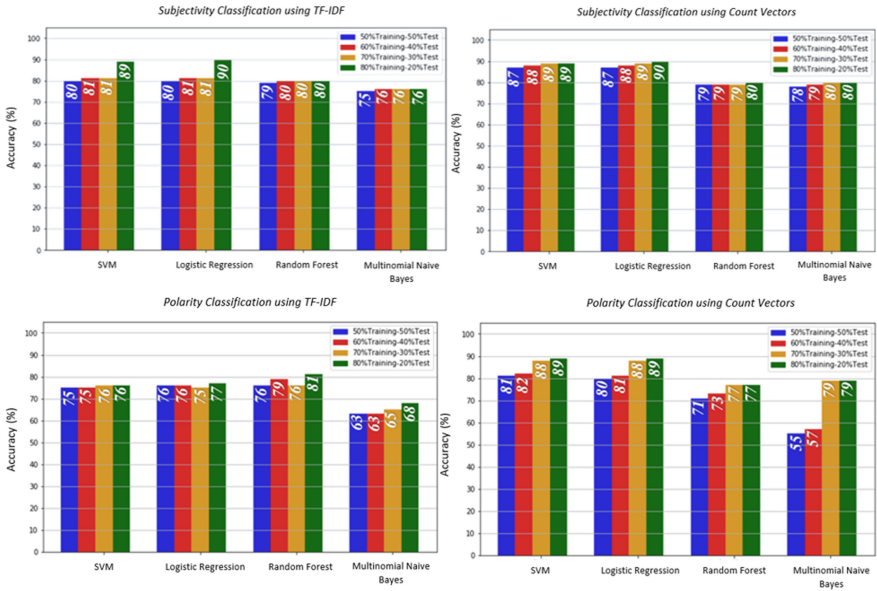 Subjectivity Classification using TF-IDF
Accuracy (%)
100
90
80
70
60
50
40
30
20
10
0
50%Training-50%Test
60%Training-40%Test
70%Training-30%Test
80%Training-20%Test
80 81 81 89
80 81 81 90
79 80 80 80
75 76 76 76
SVM
Logistic Regression
Random Forest
Multinomial Naive
Bayes
Subjectivity Classification using Count Vectors
Accuracy (%)
100
90
80
70
60
50
40
30
20
10
0
50%Training-50%Test
60%Training-40%Test
70%Training-30%Test
80%Training-20%Test
87 88 89 89
87 88 89 90
79 79 79 80
78 79 80 80
SVM
Logistic Regression
Random Forest
Multinomial Naive
Bayes
Polarity Classification using TF-IDF
Accuracy (%)
100
90
80
70
60
50
40
30
20
10
0
50%Training-50%Test
60%Training-40%Test
70%Training-30%Test
80%Training-20%Test
75 75 76 76
76 76 75 77
76 79 76 81
63 63 65 68
SVM
Logistic Regression
Random Forest
Multinomial Naive
Bayes
Polarity Classification using Count Vectors
Accuracy (%)
100
90
80
70
60
50
40
30
20
10
0
50%Training-50%Test
60%Training-40%Test
70%Training-30%Test
80%Training-20%Test
81 82 88 89
80 81 88 89
71 73 77 77
55 57 79 79
SVM
Logistic Regression
Random Forest
Multinomial Naive
Bayes